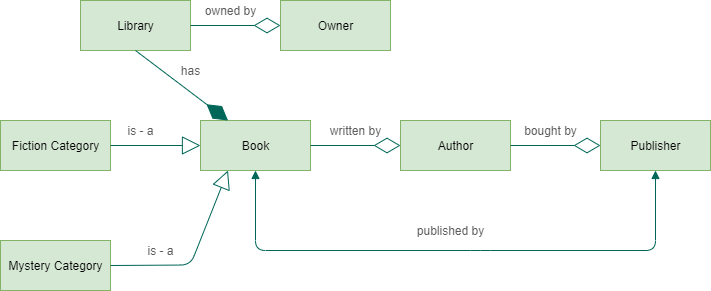 Library
owned by
Owner
has
Fiction Category
is - a
Book
written by
Author
bought by
Publisher
published by
Mystery Category
is - a